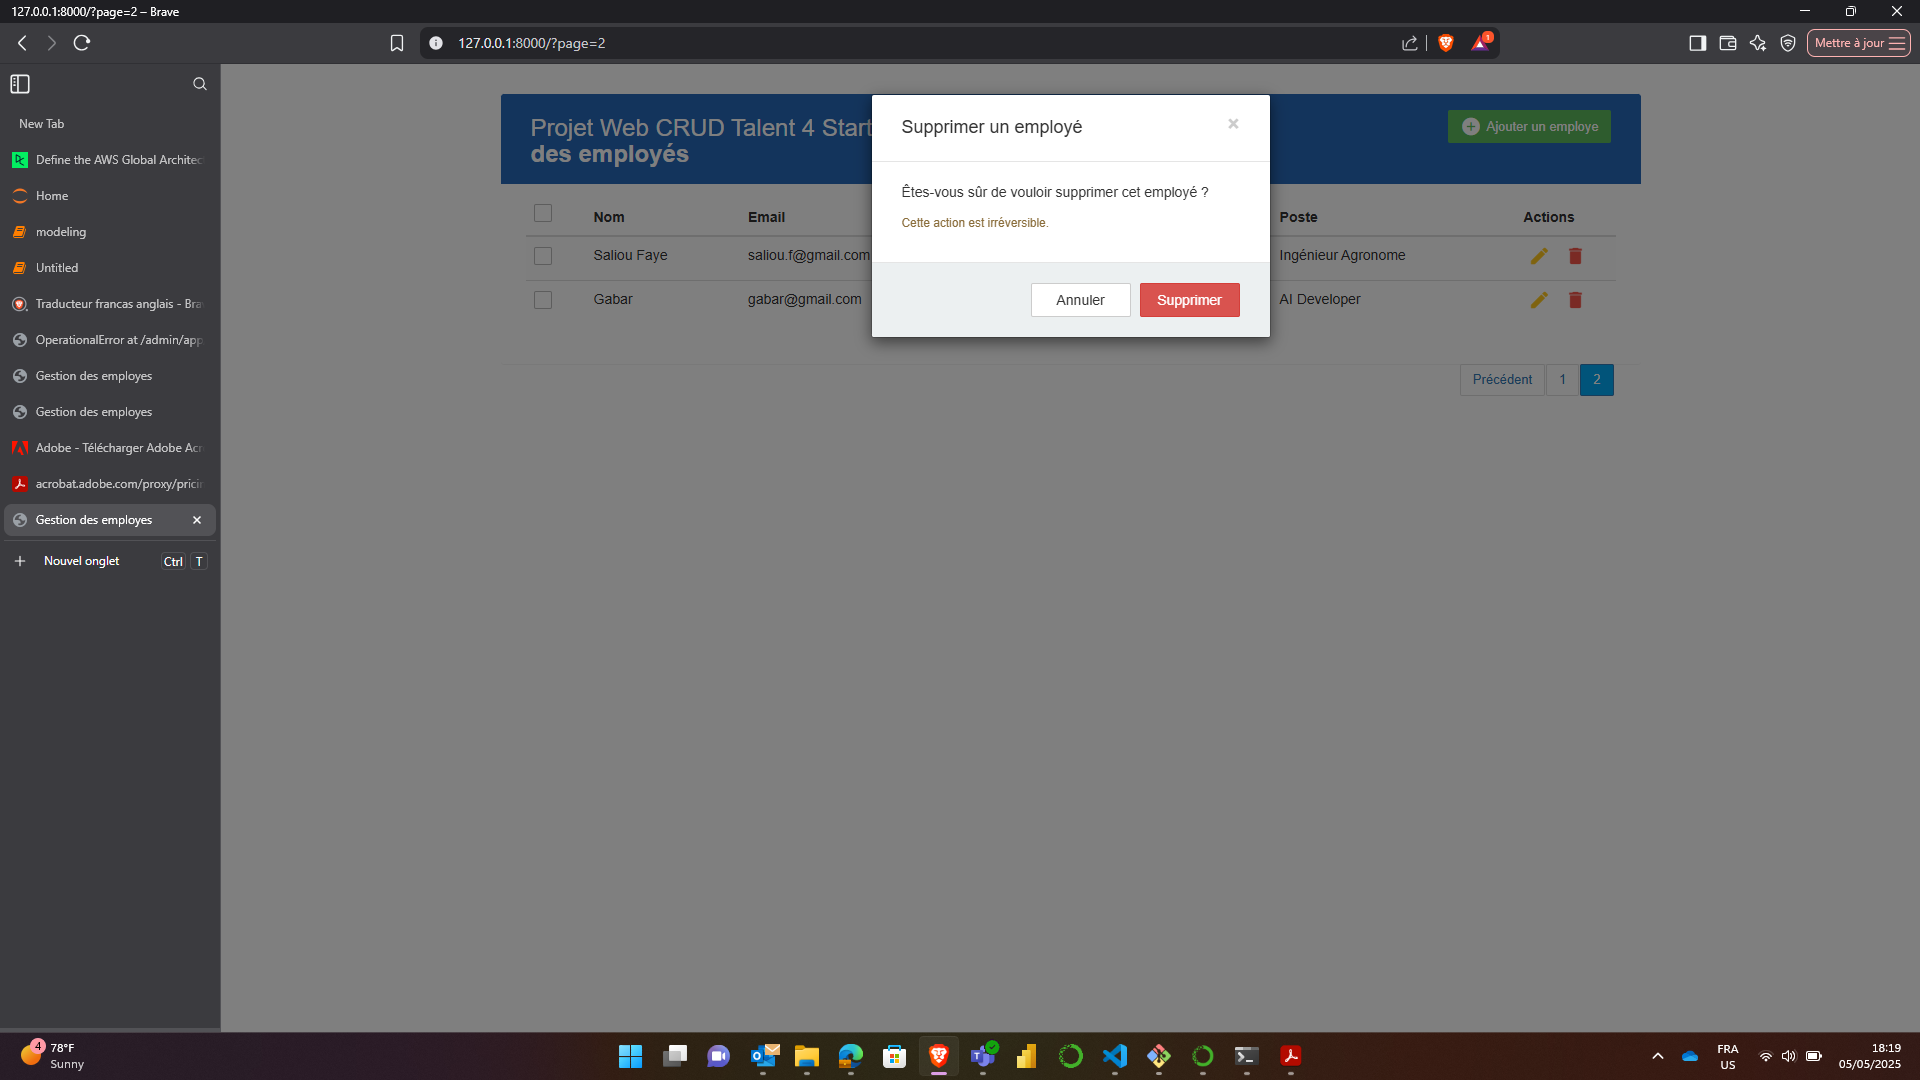 127.0.0.1:8000/?page=2 – Brave
127.0.0.1:8000/?page=2
1
Mettre à jour
New Tab
Define the AWS Global Architec
Home
modeling
Untitled
Traducteur francas anglais - Bra
OperationalError at /admin/app
Gestion des employes
Gestion des employes
Adobe - Télécharger Adobe Acr
acrobat.adobe.com/proxy/pricin
Gestion des employes
Nouvel onglet Ctrl T
Projet Web CRUD Talent 4 Start
des employés
Ajouter un employe
Supprimer un employé ×
Êtes-vous sûr de vouloir supprimer cet employé ?
Cette action est irréversible.
Annuler Supprimer
Nom Email Poste Actions
Saliou Faye saliou.f@gmail.com Ingénieur Agronome
Gabar gabar@gmail.com AI Developer
Précédent 1 2
4
78°F
Sunny
FRA
US
18:19
05/05/2025